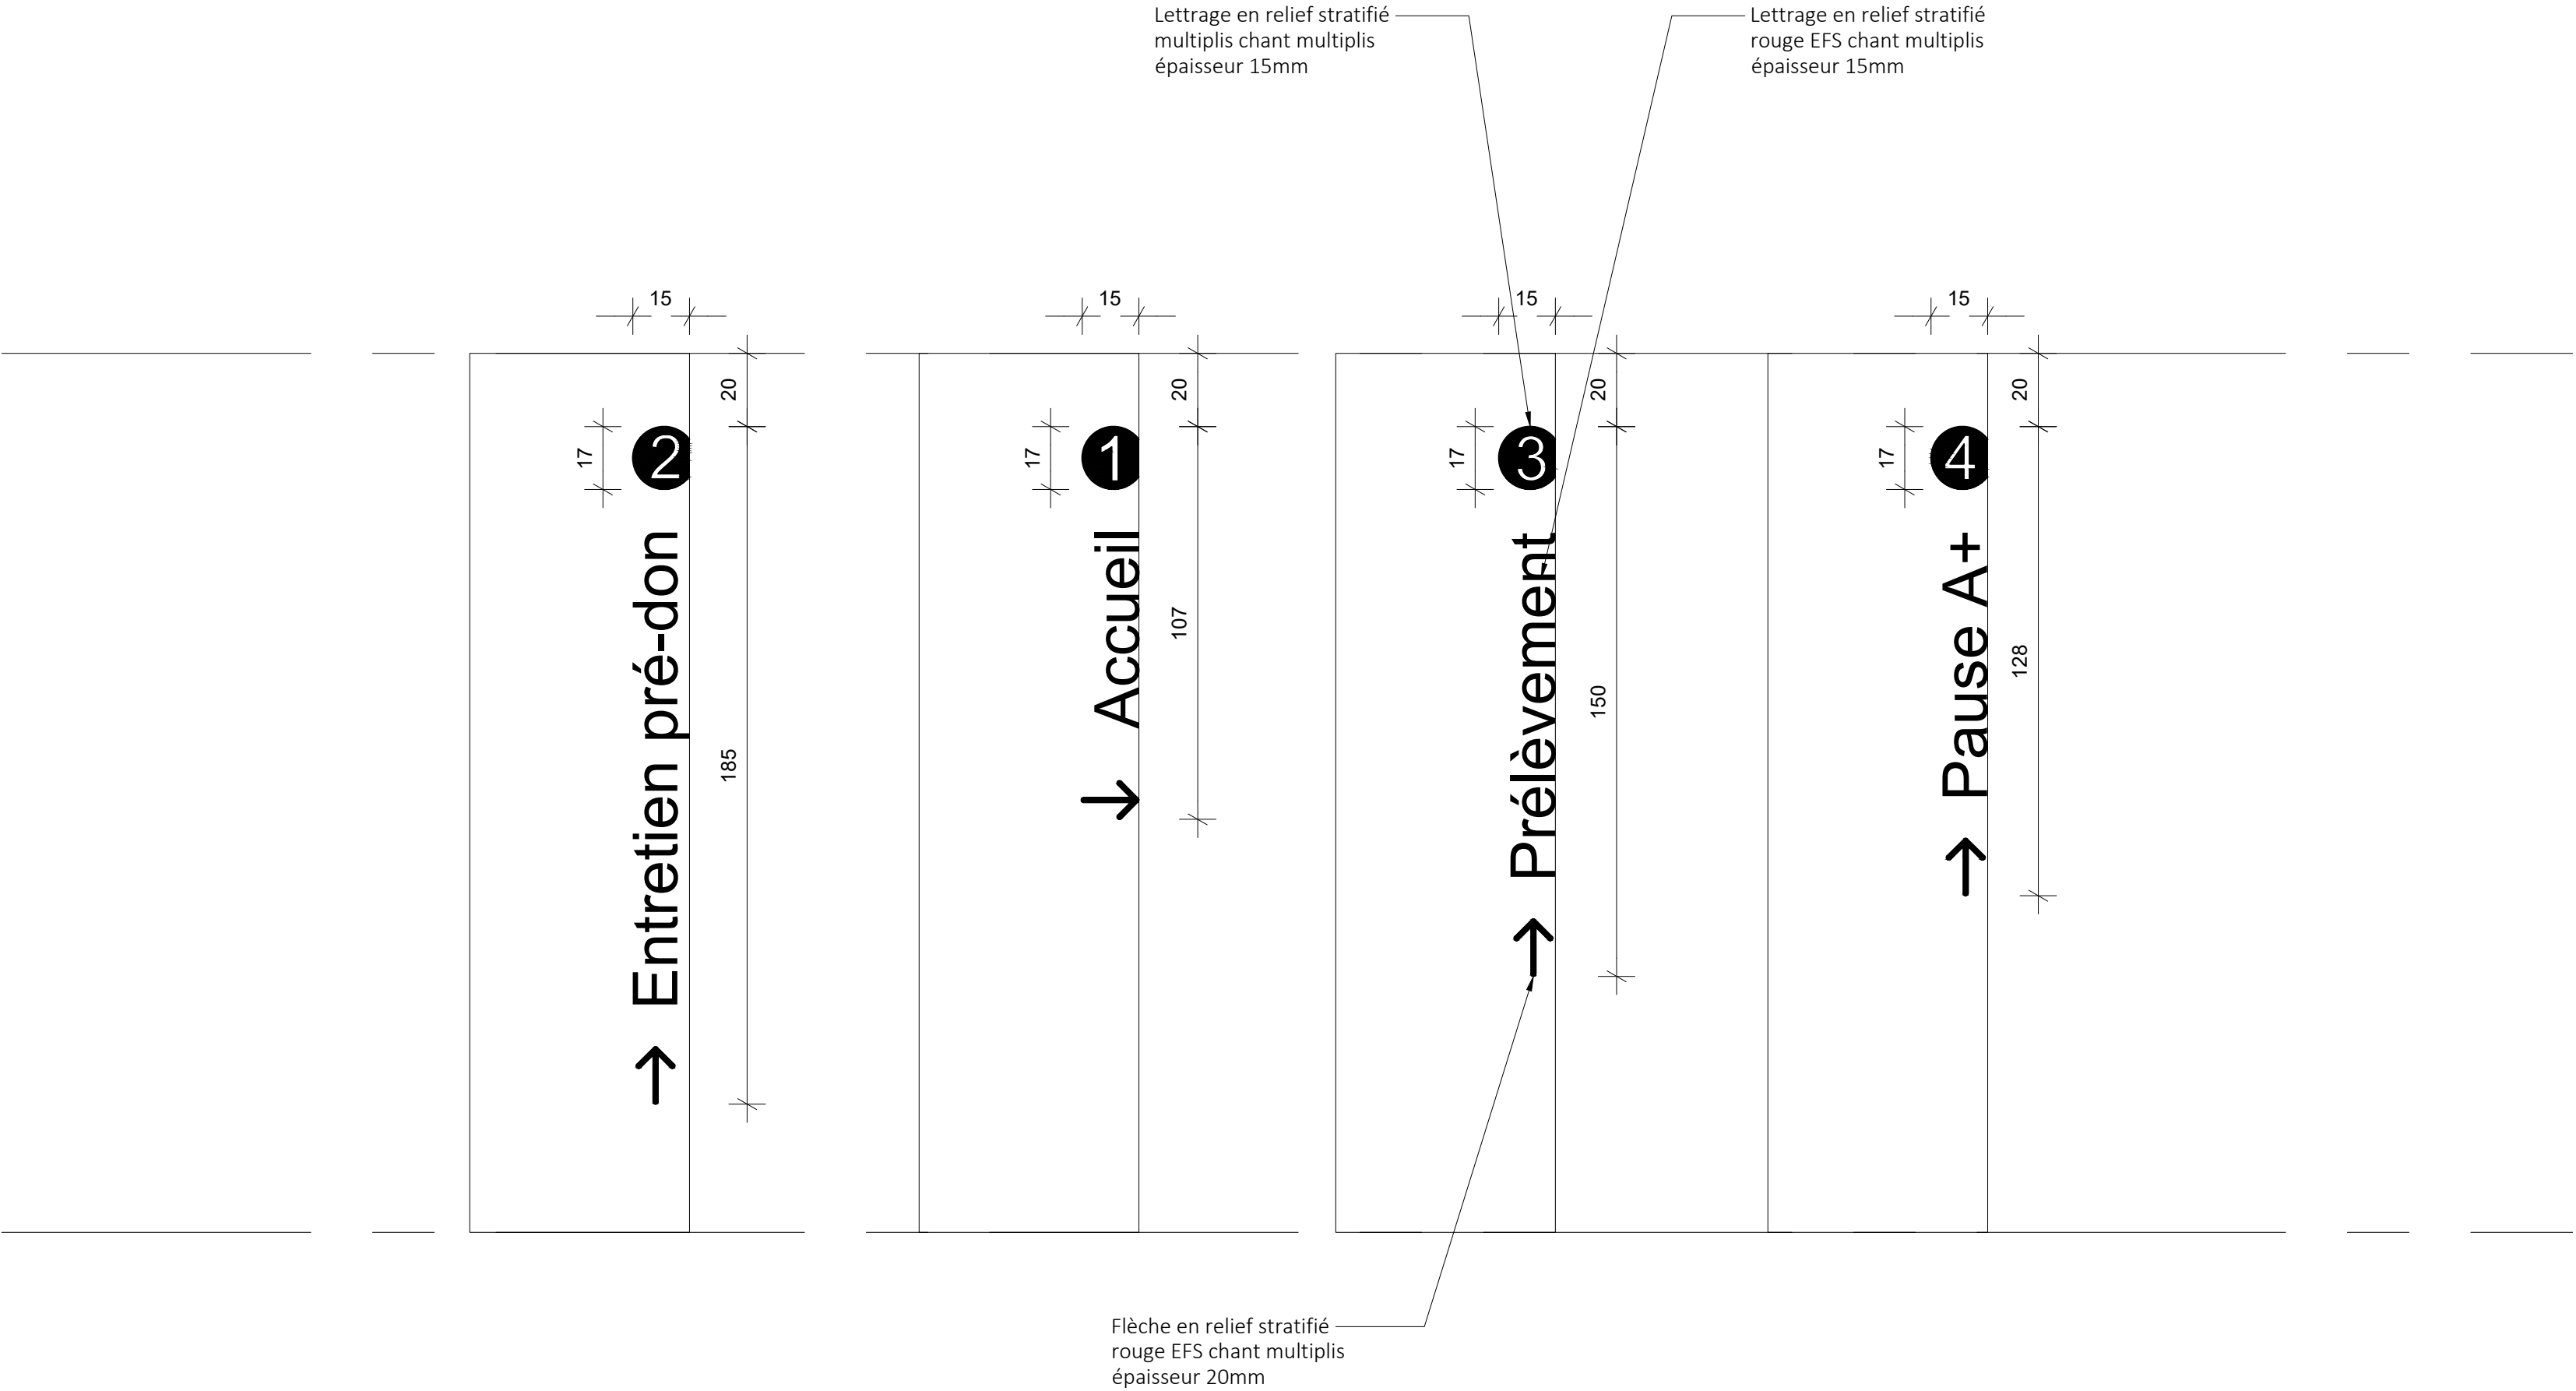 Lettrage en relief stratifié
multiplis chant multiplis
épaisseur 15mm
Lettrage en relief stratifié
rouge EFS chant multiplis
épaisseur 15mm
15
20
17
2
Entretien pré-don
185
15
20
17
1
Accueil
107
15
20
17
3
Prélèvement
150
15
20
17
4
Pause A+
128
Flèche en relief stratifié
rouge EFS chant multiplis
épaisseur 20mm